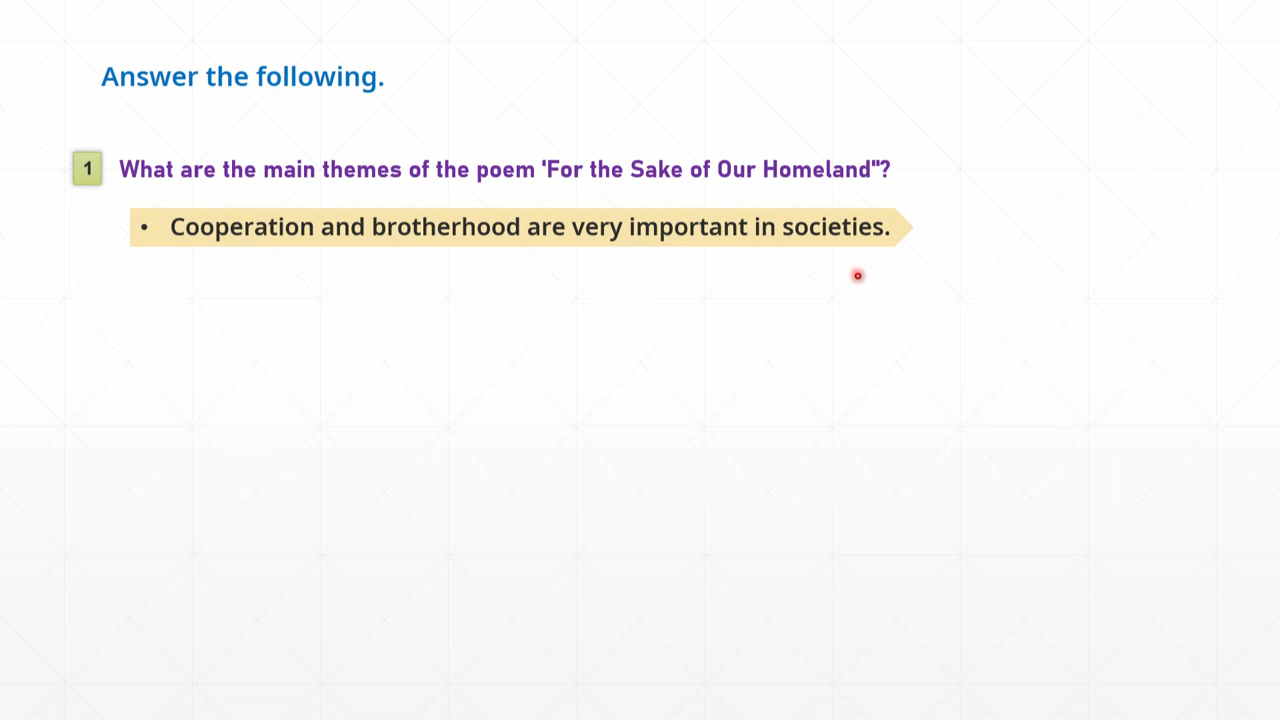 Answer the following.
1 What are the main themes of the poem 'For the Sake of Our Homeland"?
• Cooperation and brotherhood are very important in societies.